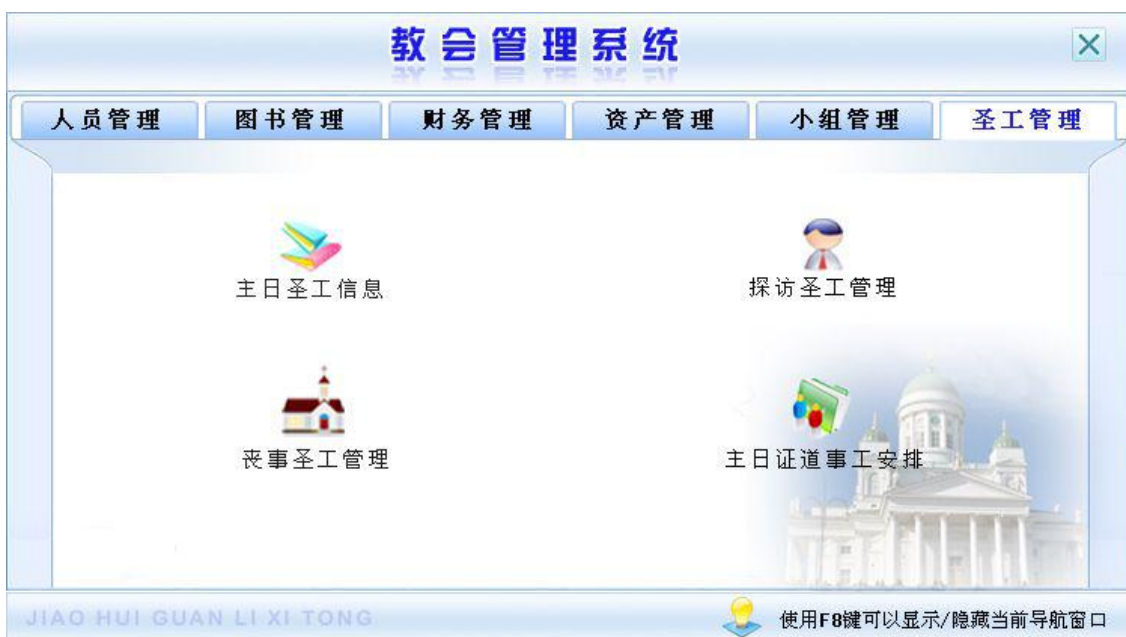 教会管理系统
人员管理 图书管理 财务管理 资产管理 小组管理 圣工管理
主日圣工信息 探访圣工管理
丧事圣工管理 主日证道事工安排
JIAO HUI GUAN LI XI TONG 使用F8键可以显示/隐藏当前导航窗口